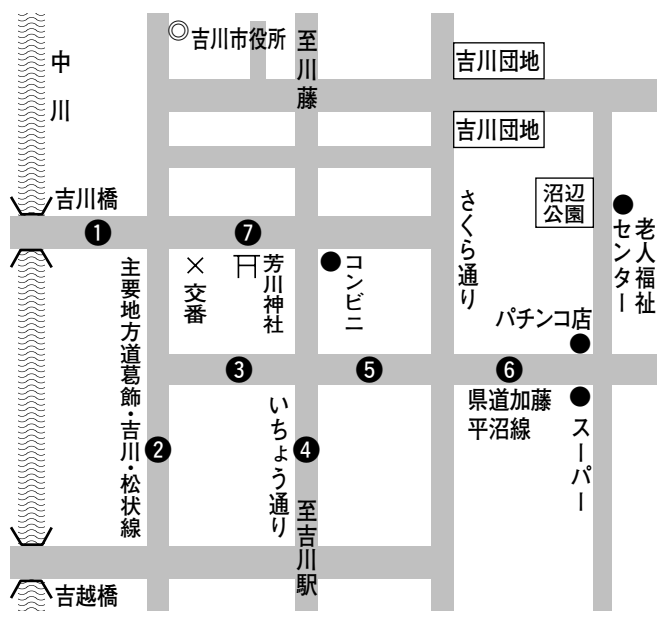 ◎吉川市役所
至川藤
中川
吉川団地
吉川団地
吉川橋
❶
❼
さくら通り
沼辺
公園
老人福祉
センター
主要地方道葛飾・吉川・松伏線
交番
芳川神社
コンビニ
パチンコ店
❸
❺
❻
県道加藤
平沼線
スーパー
❷
いちょう通り
❹
至吉川駅
吉越橋